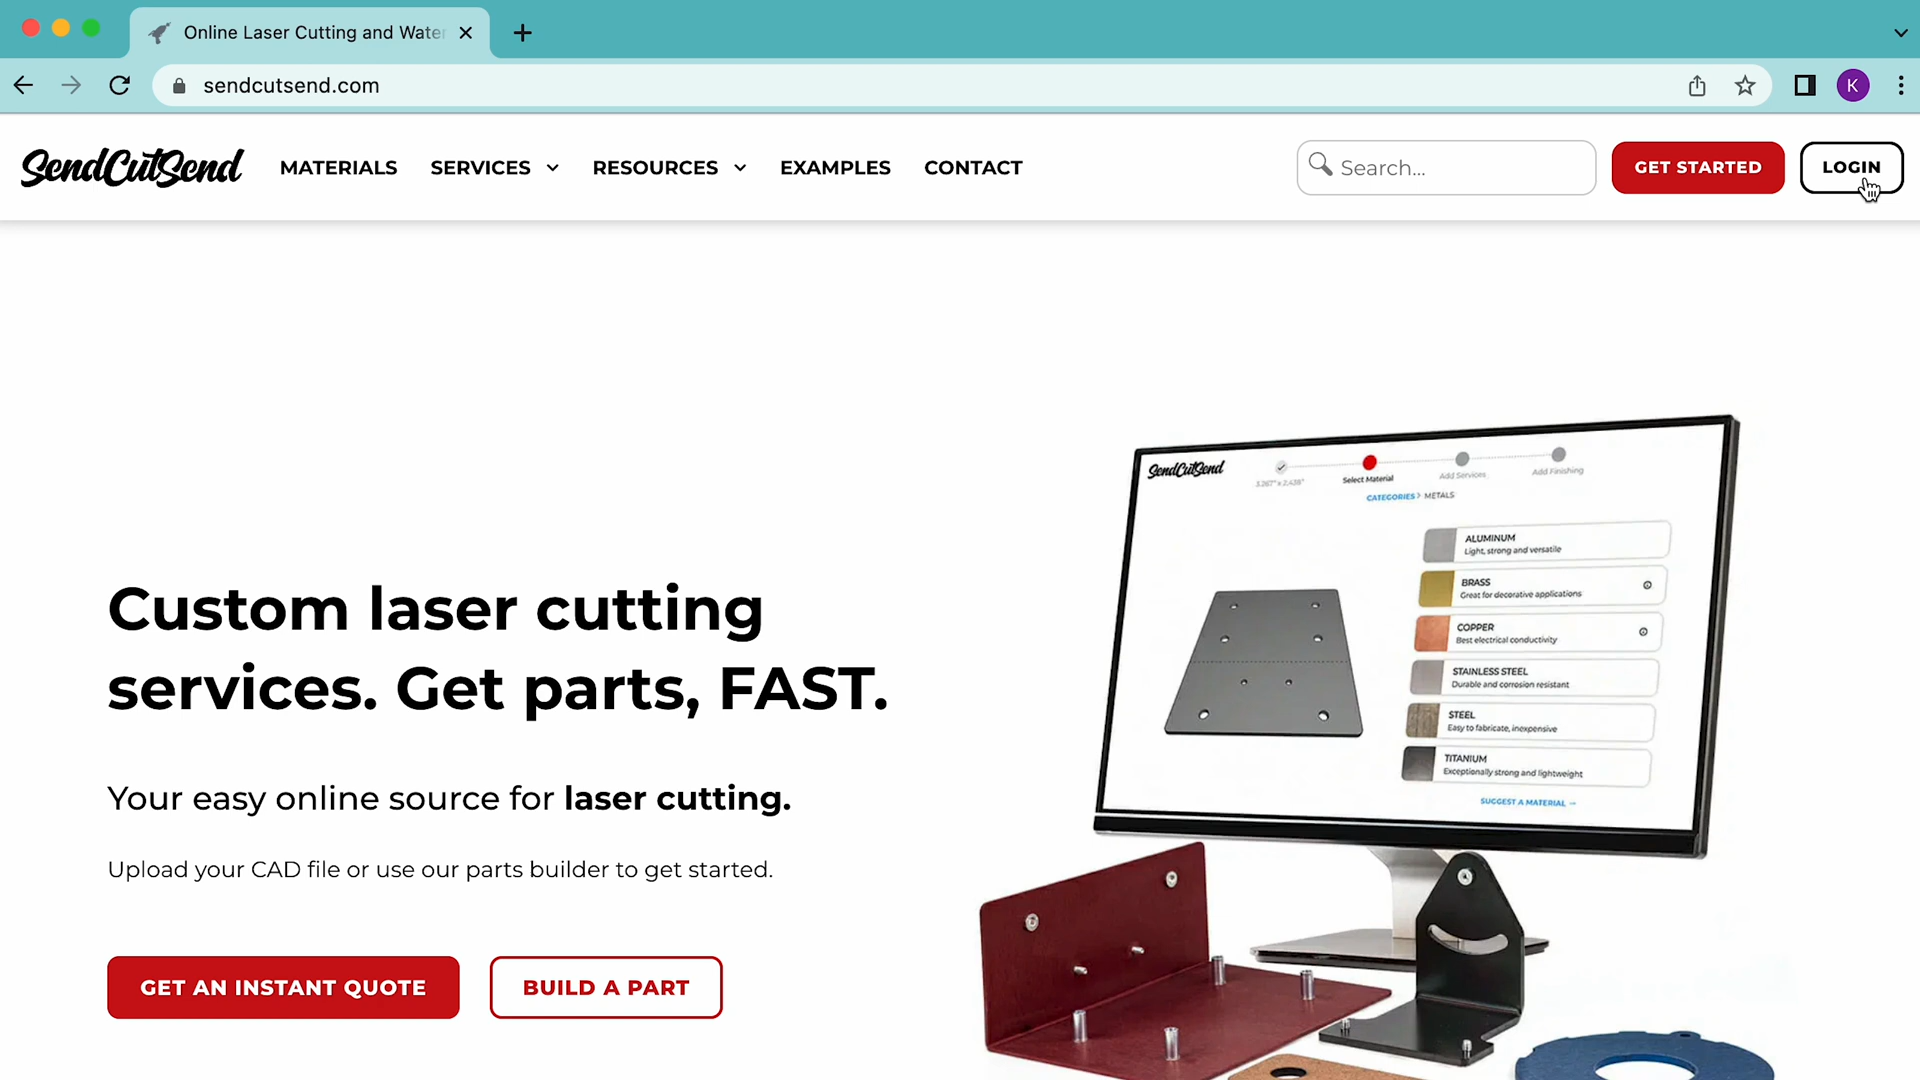 Online Laser Cutting and Wate
sendcutsend.com
K
SendCutSend
MATERIALS
SERVICES
RESOURCES
EXAMPLES
CONTACT
Search...
GET STARTED
LOGIN
Custom laser cutting
services. Get parts, FAST.
Your easy online source for laser cutting.
Upload your CAD file or use our parts builder to get started.
GET AN INSTANT QUOTE
BUILD A PART
SendCutSend
3.267" x 2.438"
Select Material
Add Services
Add Finishing
CATEGORIES > METALS
ALUMINUM
Light, strong and versatile
BRASS
Great for decorative applications
COPPER
Best electrical conductivity
STAINLESS STEEL
Durable and corrosion resistant
STEEL
Easy to fabricate, inexpensive
TITANIUM
Exceptionally strong and lightweight
SUGGEST A MATERIAL →